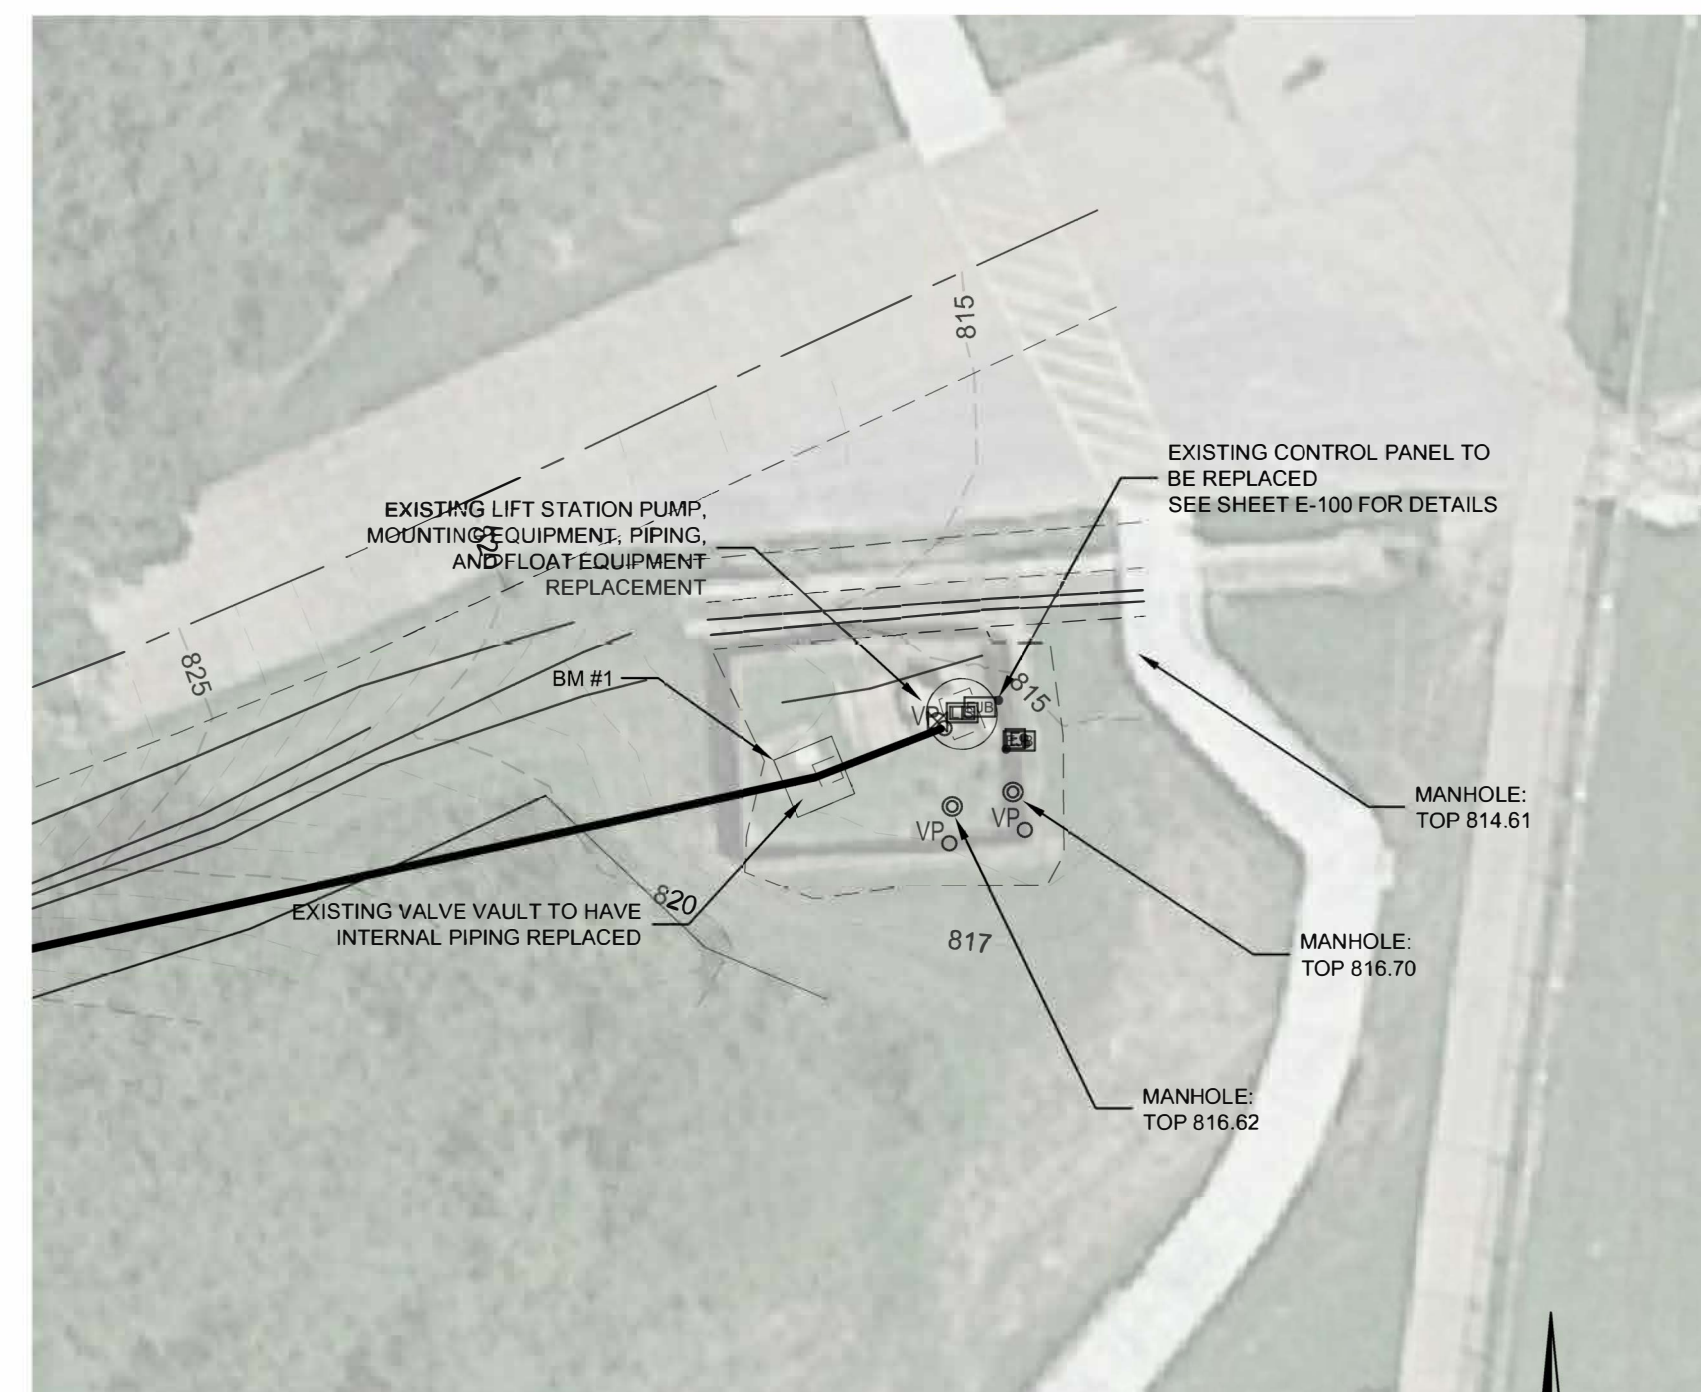 815
EXISTING CONTROL PANEL TO
BE REPLACED
SEE SHEET E-100 FOR DETAILS
EXISTING LIFT STATION PUMP,
MOUNTING EQUIPMENT, PIPING,
AND FLOAT EQUIPMENT
REPLACEMENT
820
825
BM #1
815
SUB
VP
MANHOLE:
TOP 814.61
VP
VP
820
EXISTING VALVE VAULT TO HAVE
INTERNAL PIPING REPLACED
817
MANHOLE:
TOP 816.70
MANHOLE:
TOP 816.62